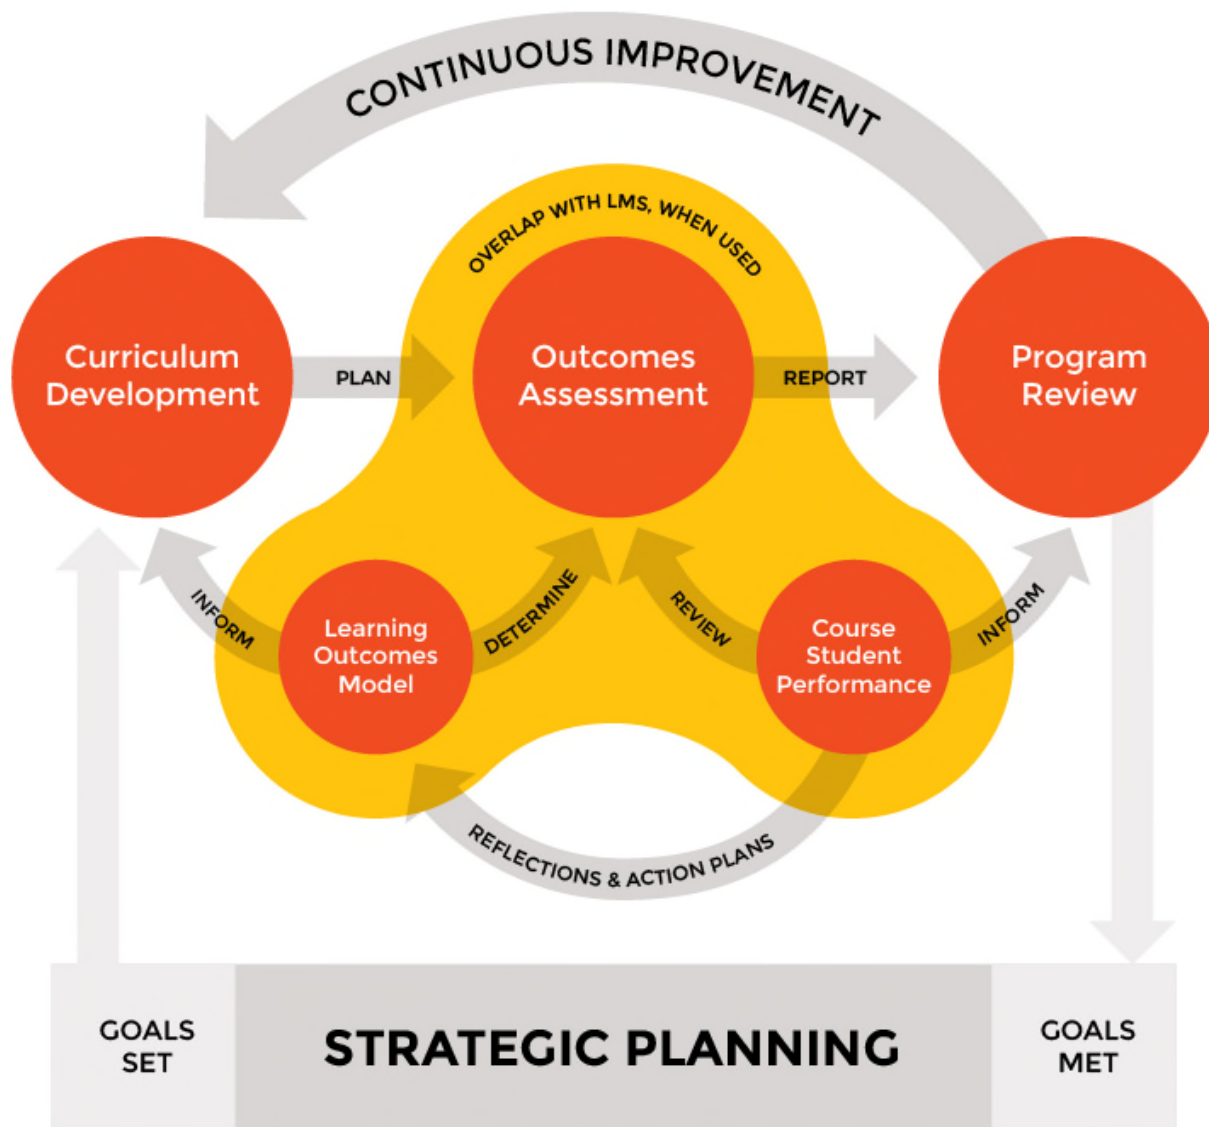 CONTINUOUS IMPROVEMENT
OVERLAP WITH LMS, WHEN USED
Curriculum
Development
PLAN
Outcomes
Assessment
REPORT
Program
Review
INFORM
Learning
Outcomes
Model
DETERMINE
REVIEW
Course
Student
Performance
INFORM
REFLECTIONS & ACTION PLANS
GOALS
SET
STRATEGIC PLANNING
GOALS
MET